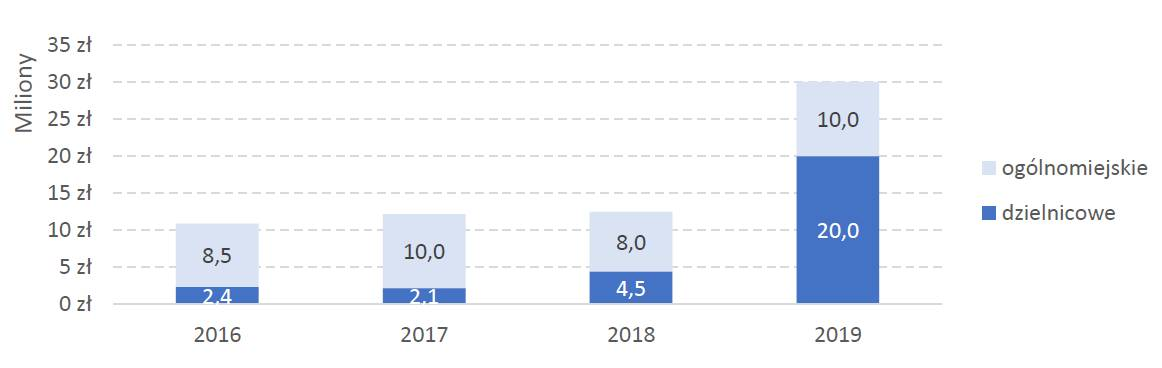 Miliony
35 zł
30 zł
25 zł
20 zł
15 zł
10 zł
5 zł
0 zł
8,5
2,4
10,0
2,1
8,0
4,5
10,0
20,0
2016
2017
2018
2019
ogólnomiejskie
dzielnicowe